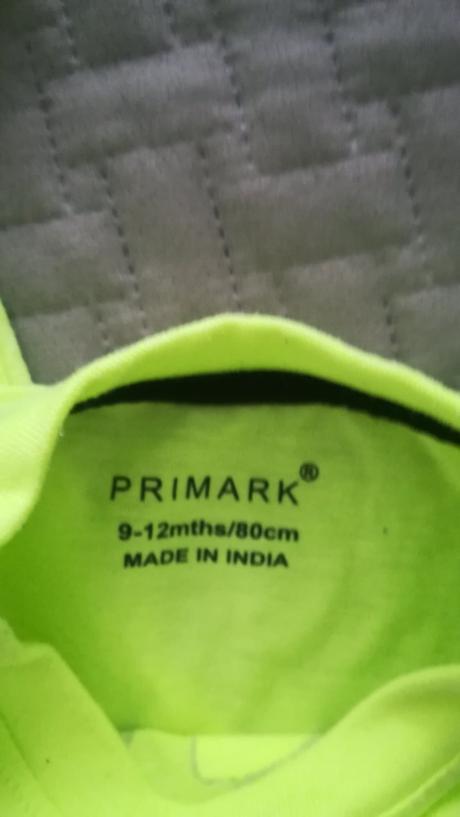 PRIMARK®
9-12mths/80cm
MADE IN INDIA